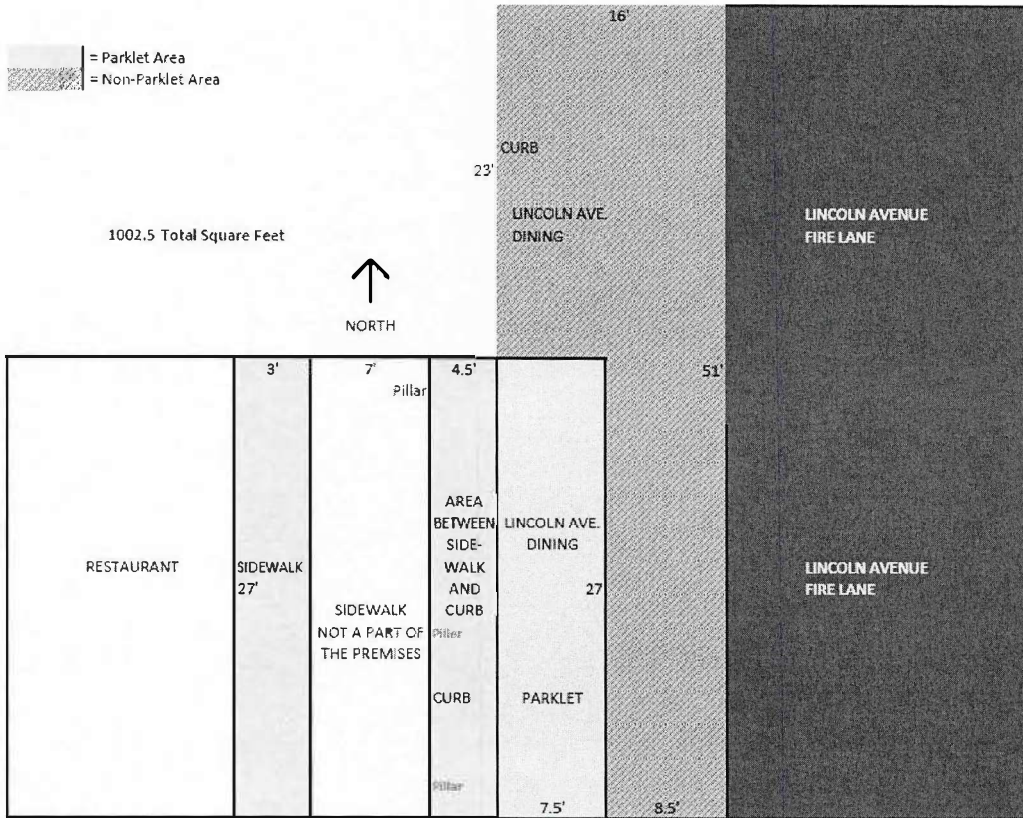 16'
= Parklet Area
= Non-Parklet Area
CURB
23'
LINCOLN AVE.
DINING
LINCOLN AVENUE
FIRE LANE
1002.5 Total Square Feet
NORTH
3'
7'
4.5'
51'
Pillar
AREA
BETWEEN
SIDE-
WALK
AND
CURB
LINCOLN AVE.
DINING
RESTAURANT
SIDEWALK
27'
27
LINCOLN AVENUE
FIRE LANE
SIDEWALK
NOT A PART OF
THE PREMISES
Pillar
CURB
PARKLET
Pillar
7.5'
8.5'